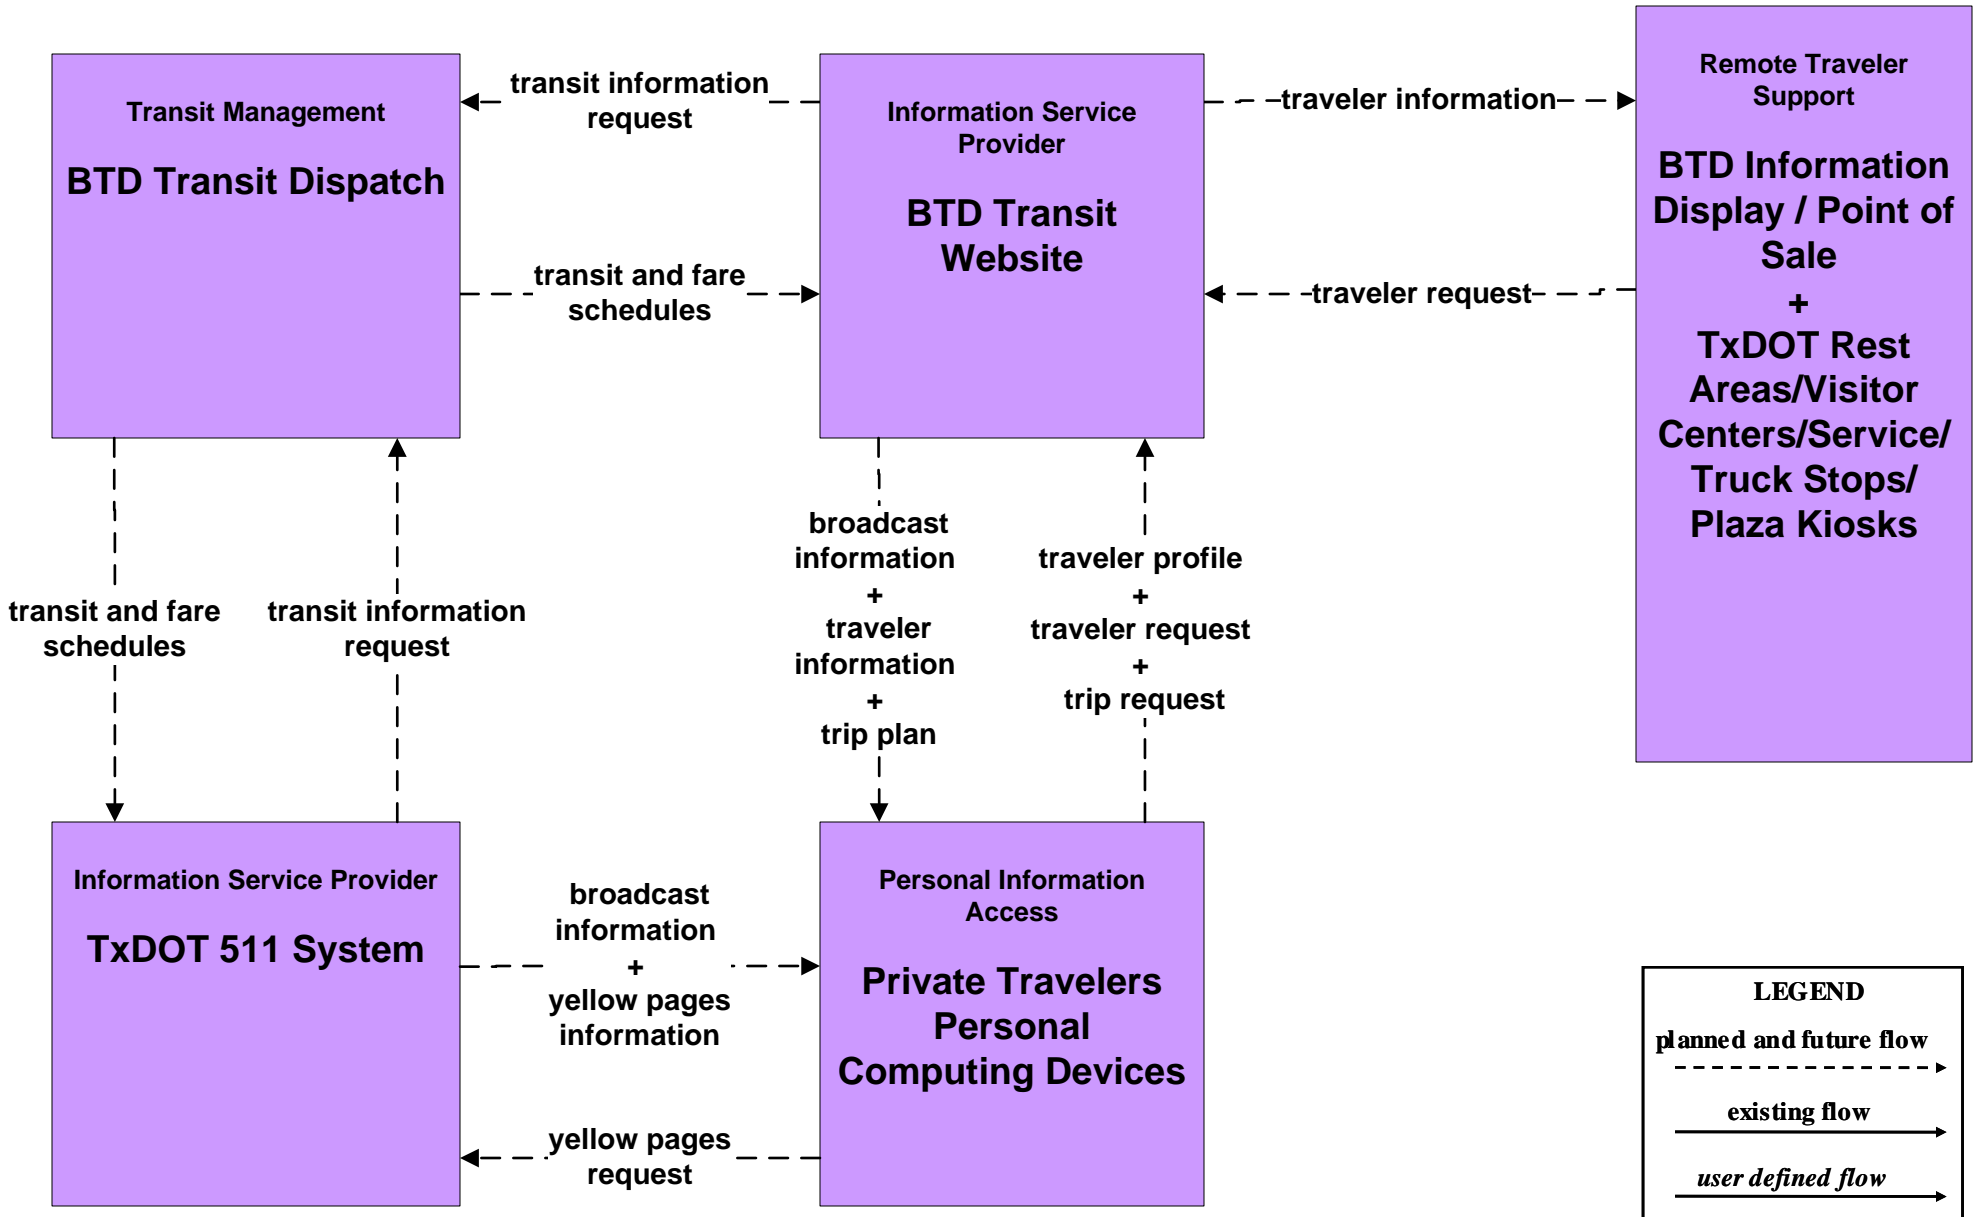 Transit Management
BTD Transit Dispatch
transit information
request
transit and fare
schedules
Information Service
Provider
BTD Transit
Website
traveler information
traveler request
Remote Traveler
Support
BTD Information
Display / Point of
Sale
+
TxDOT Rest
Areas/Visitor
Centers/Service/
Truck Stops/
Plaza Kiosks
transit and fare
schedules
transit information
request
broadcast
information
+
traveler
information
+
trip plan
traveler profile
+
traveler request
+
trip request
Information Service Provider
TxDOT 511 System
broadcast
information
+
yellow pages
information
yellow pages
request
Personal Information
Access
Private Travelers
Personal
Computing Devices
LEGEND
planned and future flow
existing flow
user defined flow